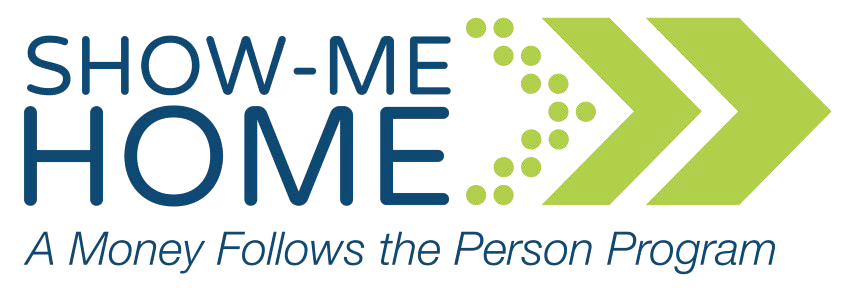 SHOW-ME
HOME
A Money Follows the Person Program